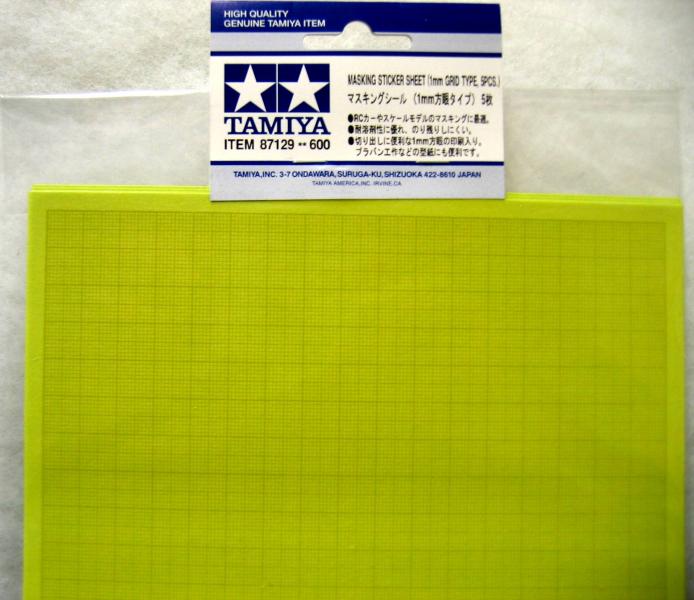 HIGH QUALITY
GENUINE TAMIYA ITEM
MASKING STICKER SHEET (1mm GRID TYPE, 5PCS.)
マスキングシール (1mm方眼タイプ) 5枚
●RCカーやスケールモデルのマスキングに最適。
●耐溶剤性に優れ、のり残りしにくい。
●切り出しに便利な1mm方眼の印刷入り。
プラバン工作などの型紙にも便利です。
TAMIYA
ITEM 87129 ** 600
TAMIYA,INC. 3-7 ONDAWARA, SURUGA-KU, SHIZUOKA 422-8610 JAPAN
TAMIYA AMERICA,INC. IRVINE,CA